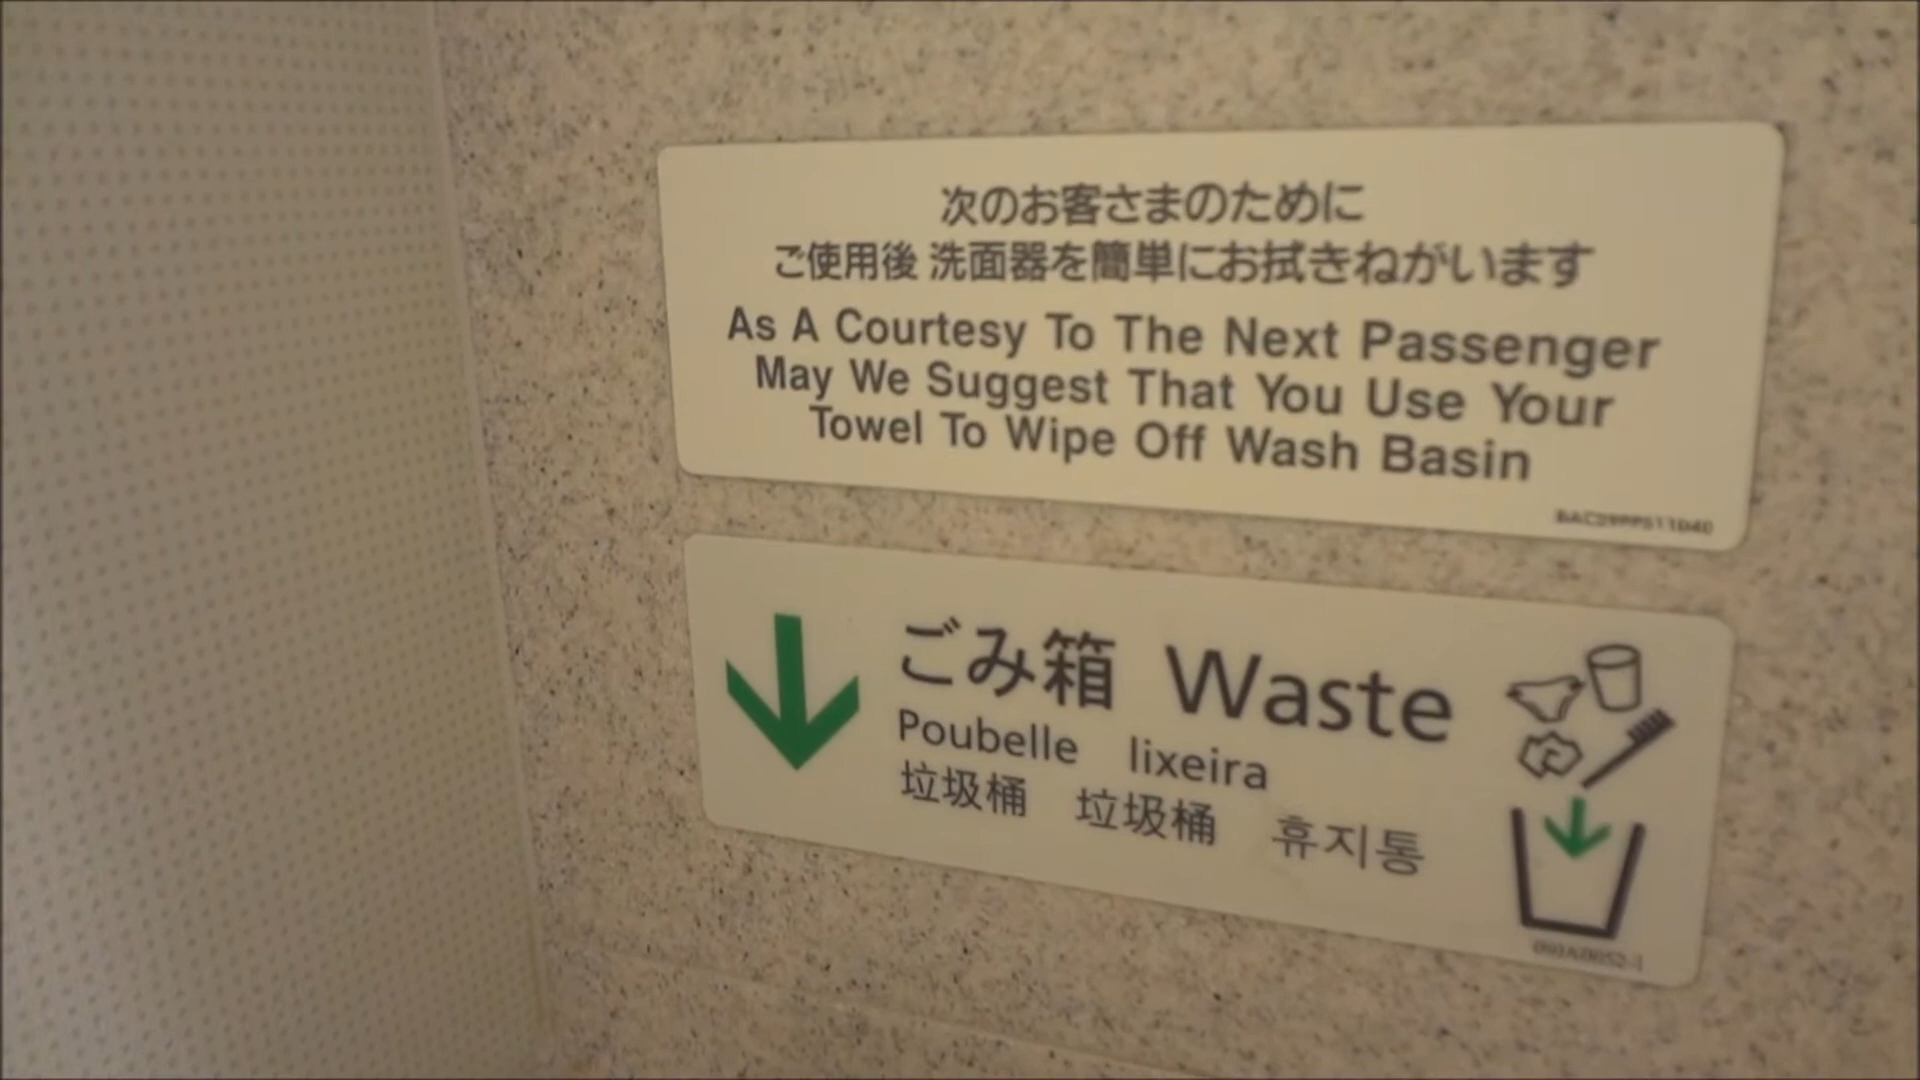 次のお客さまのために
ご使用後 洗面器を簡単にお拭きねがいます
As A Courtesy To The Next Passenger
May We Suggest That You Use Your
Towel To Wipe Off Wash Basin
ごみ箱 Waste
Poubelle lixeira
垃圾桶 垃圾桶 휴지통